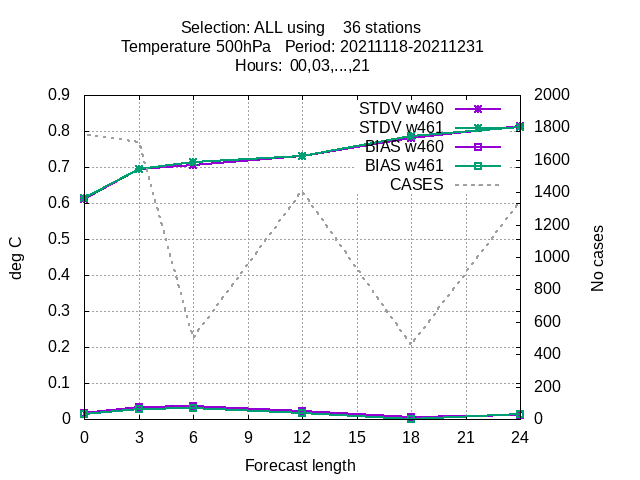 Selection: ALL using    36 stations
Temperature 500hPa   Period: 20211118-20211231
Hours:  00,03,...,21
0.9
0.8
0.7
0.6
0.5
0.4
0.3
0.2
0.1
0
deg C
STDV w460
STDV w461
BIAS w460
BIAS w461
CASES
2000
1800
1600
1400
1200
1000
800
600
400
200
0
No cases
0 3 6 9 12 15 18 21 24
Forecast length